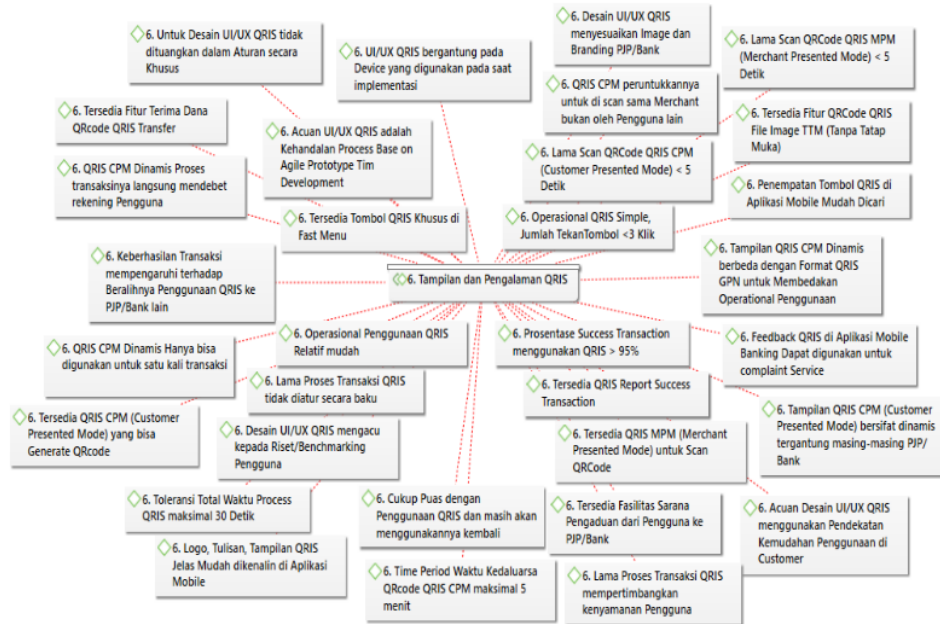 6. Untuk Desain UI/UX QRIS tidak
dituangkan dalam Aturan secara
Khusus
6. UI/UX QRIS bergantung pada
Device yang digunakan pada saat
implementasi
6. Desain UI/UX QRIS
menyesuaikan Image dan
Branding PJP/Bank
6. Lama Scan QRCode QRIS MPM
(Merchant Presented Mode) < 5
Detik
6. Tersedia Fitur Terima Dana
QRcode QRIS Transfer
6. Acuan UI/UX QRIS adalah
Kehandalan Process Base on
Agile Prototype Tim
Development
6. QRIS CPM peruntukkannya
untuk di scan sama Merchant
bukan oleh Pengguna lain
6. Tersedia Fitur QRCode QRIS
File Image TTM (Tanpa Tatap
Muka)
6. QRIS CPM Dinamis Proses
transaksinya langsung mendebet
rekening Pengguna
6. Lama Scan QRCode QRIS CPM
(Customer Presented Mode) < 5
Detik
6. Penempatan Tombol QRIS di
Aplikasi Mobile Mudah Dicari
6. Tersedia Tombol QRIS Khusus di
Fast Menu
6. Operasional QRIS Simple,
Jumlah TekanTombol <3 Klik
6. Keberhasilan Transaksi
mempengaruhi terhadap
Beralihnya Penggunaan QRIS ke
PJP/Bank lain
6. Tampilan dan Pengalaman QRIS
6. Tampilan QRIS CPM Dinamis
berbeda dengan Format QRIS
GPN untuk Membedakan
Operational Penggunaan
6. Operasional Penggunaan QRIS
Relatif mudah
6. Prosentase Success Transaction
menggunakan QRIS > 95%
6. Feedback QRIS di Aplikasi Mobile
Banking Dapat digunakan untuk
complaint Service
6. QRIS CPM Dinamis Hanya bisa
digunakan untuk satu kali transaksi
6. Lama Proses Transaksi QRIS
tidak diatur secara baku
6. Tersedia QRIS Report Success
Transaction
6. Tersedia QRIS CPM (Customer
Presented Mode) yang bisa
Generate QRcode
6. Desain UI/UX QRIS mengacu
kepada Riset/Benchmarking
Pengguna
6. Tersedia QRIS MPM (Merchant
Presented Mode) untuk Scan
QRCode
6. Tampilan QRIS CPM (Customer
Presented Mode) bersifat dinamis
tergantung masing-masing PJP/
Bank
6. Toleransi Total Waktu Process
QRIS maksimal 30 Detik
6. Cukup Puas dengan
Penggunaan QRIS dan masih akan
menggunakannya kembali
6. Tersedia Fasilitas Sarana
Pengaduan dari Pengguna ke
PJP/Bank
6. Acuan Desain UI/UX QRIS
menggunakan Pendekatan
Kemudahan Penggunaan di
Customer
6. Logo, Tulisan, Tampilan QRIS
Jelas Mudah dikenalin di Aplikasi
Mobile
6. Time Period Waktu Kedaluarsa
QRcode QRIS CPM maksimal 5
menit
6. Lama Proses Transaksi QRIS
mempertimbangkan
kenyamanan Pengguna